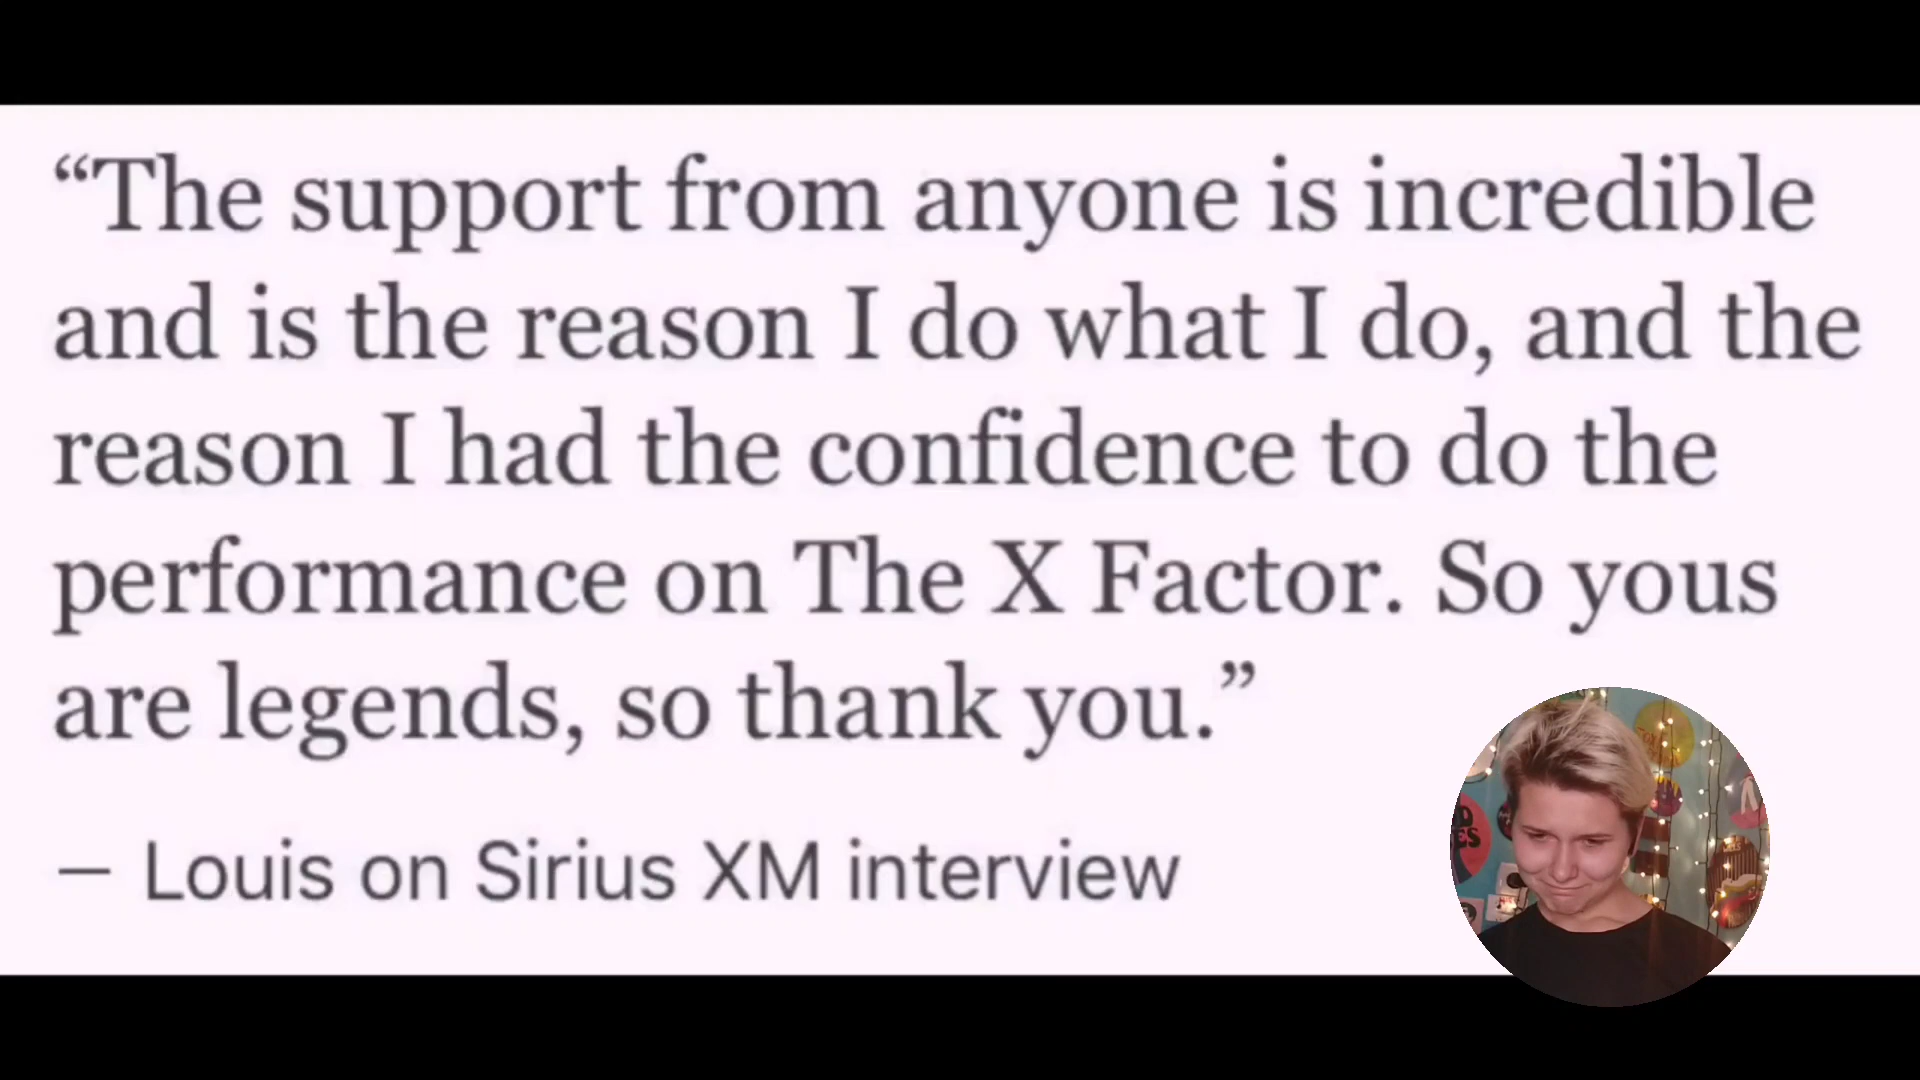 “The support from anyone is incredible
and is the reason I do what I do, and the
reason I had the confidence to do the
performance on The X Factor. So yous
are legends, so thank you.”
— Louis on Sirius XM interview